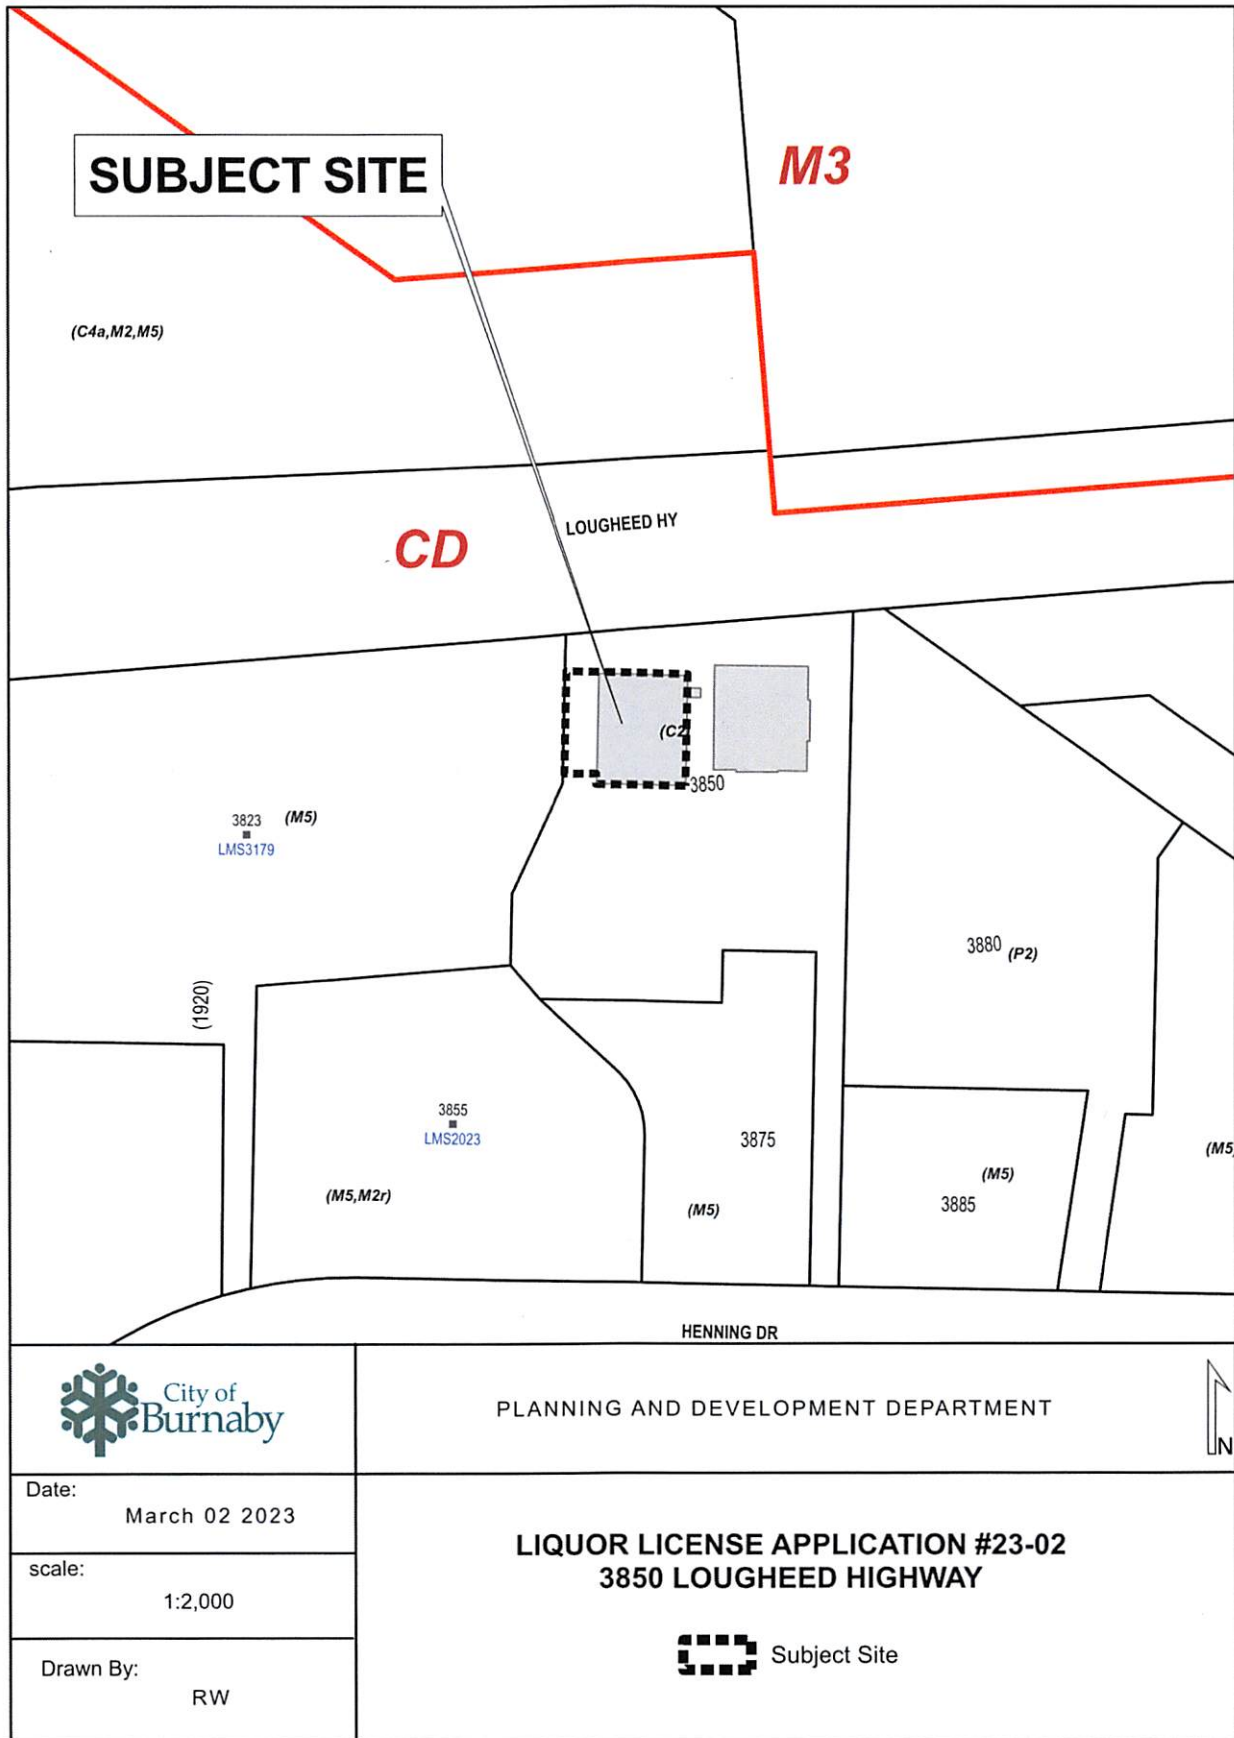 SUBJECT SITE
M3
(C4a,M2,M5)
LOUGHEED HY
CD
(C2
3850
3823 (M5)
LMS3179
3880 (P2)
(1920)
3855
LMS2023
3875
(M5
(M5)
(M5,M2r)
3885
(M5)
HENNING DR
City of
Burnaby
PLANNING AND DEVELOPMENT DEPARTMENT
N
Date:
March 02 2023
scale:
1:2,000
Drawn By:
RW
LIQUOR LICENSE APPLICATION #23-02
3850 LOUGHEED HIGHWAY
Subject Site